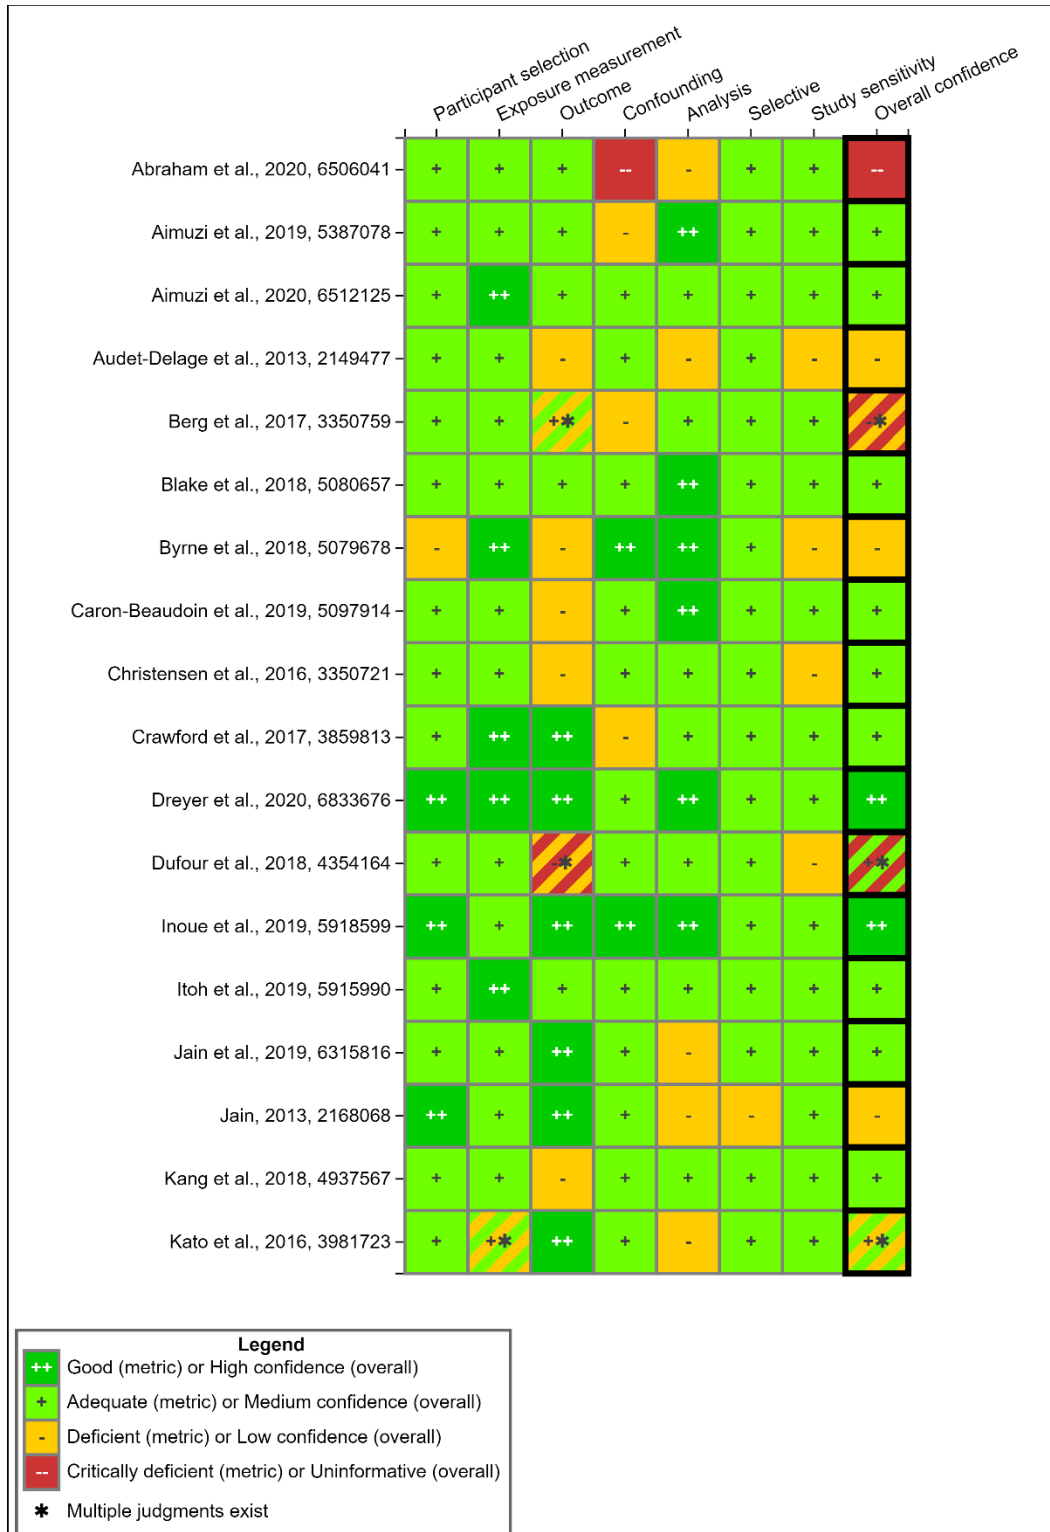 Participant selection
Exposure measurement
Outcome
Confounding
Analysis
Selective
Study sensitivity
Overall confidence
Abraham et al., 2020, 6506041 + + + -- - + + --
Aimuzi et al., 2019, 5387078 + + + - ++ + + +
Aimuzi et al., 2020, 6512125 + ++ + + + + + +
Audet-Delage et al., 2013, 2149477 + + - + - + - -
Berg et al., 2017, 3350759 + + +✱ - + + + -✱
Blake et al., 2018, 5080657 + + + + ++ + + +
Byrne et al., 2018, 5079678 - ++ - ++ ++ + - -
Caron-Beaudoin et al., 2019, 5097914 + + - + ++ + + +
Christensen et al., 2016, 3350721 + + - + + + - +
Crawford et al., 2017, 3859813 + ++ ++ - + + + +
Dreyer et al., 2020, 6833676 ++ ++ ++ + ++ + + ++
Dufour et al., 2018, 4354164 + + -✱ + + + - +✱
Inoue et al., 2019, 5918599 ++ + ++ ++ ++ + + ++
Itoh et al., 2019, 5915990 + ++ + + + + + +
Jain et al., 2019, 6315816 + + ++ + - + + +
Jain, 2013, 2168068 ++ + ++ + - - + -
Kang et al., 2018, 4937567 + + - + + + + +
Kato et al., 2016, 3981723 + +✱ ++ + - + + +✱
Legend
++ Good (metric) or High confidence (overall)
+ Adequate (metric) or Medium confidence (overall)
- Deficient (metric) or Low confidence (overall)
-- Critically deficient (metric) or Uninformative (overall)
✱ Multiple judgments exist